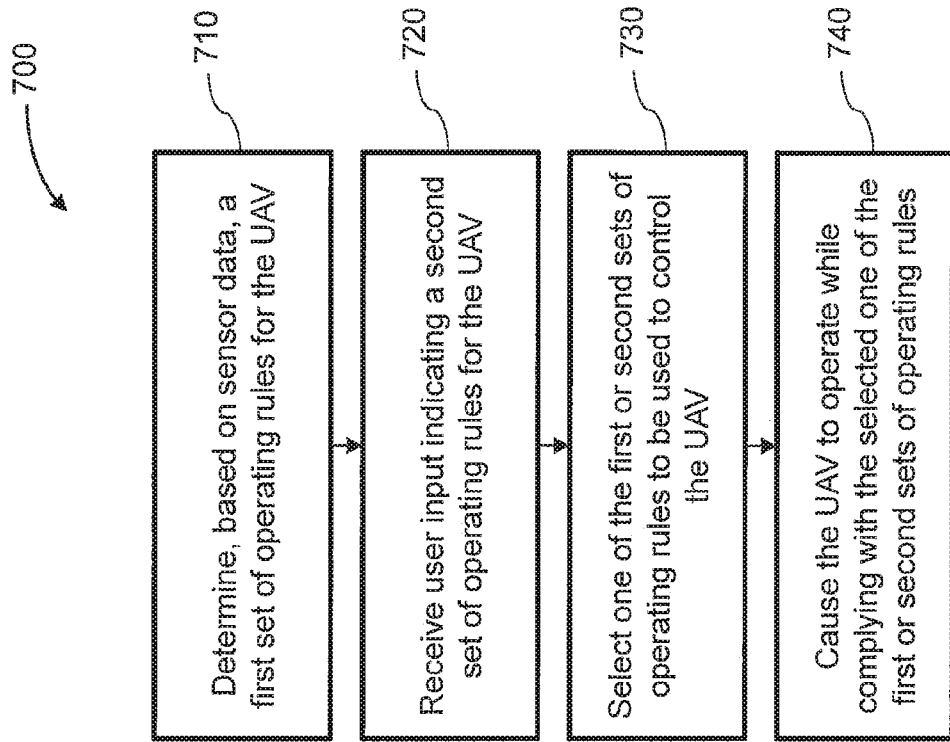 700
710
Determine, based on sensor data, a
first set of operating rules for the UAV
720
Receive user input indicating a second
set of operating rules for the UAV
730
Select one of the first or second sets of
operating rules to be used to control
the UAV
740
Cause the UAV to operate while
complying with the selected one of the
first or second sets of operating rules